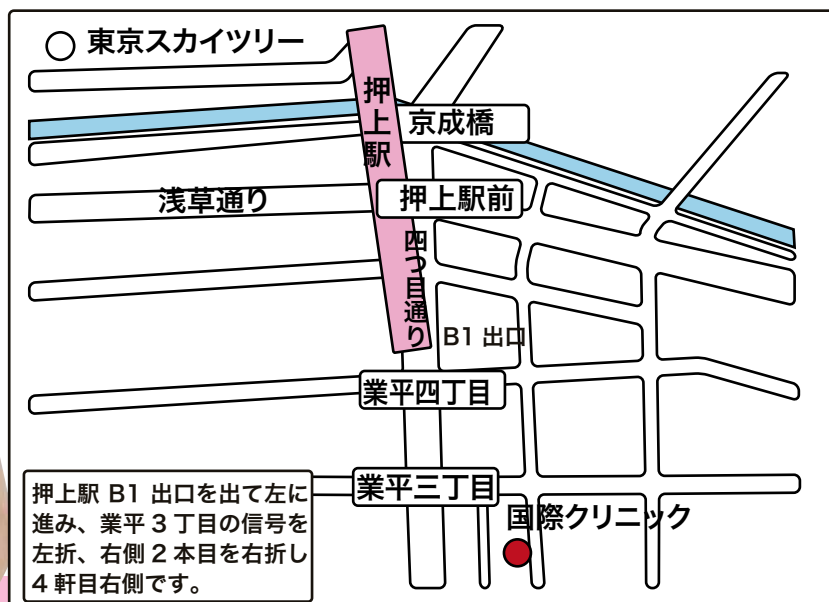 東京スカイツリー
押上駅
京成橋
浅草通り
押上駅前
四つ目通り
B1 出口
業平四丁目
業平三丁目
国際クリニック
押上駅 B1 出口を出て左に
進み、業平 3 丁目の信号を
左折、右側 2 本目を右折し
4 軒目右側です。